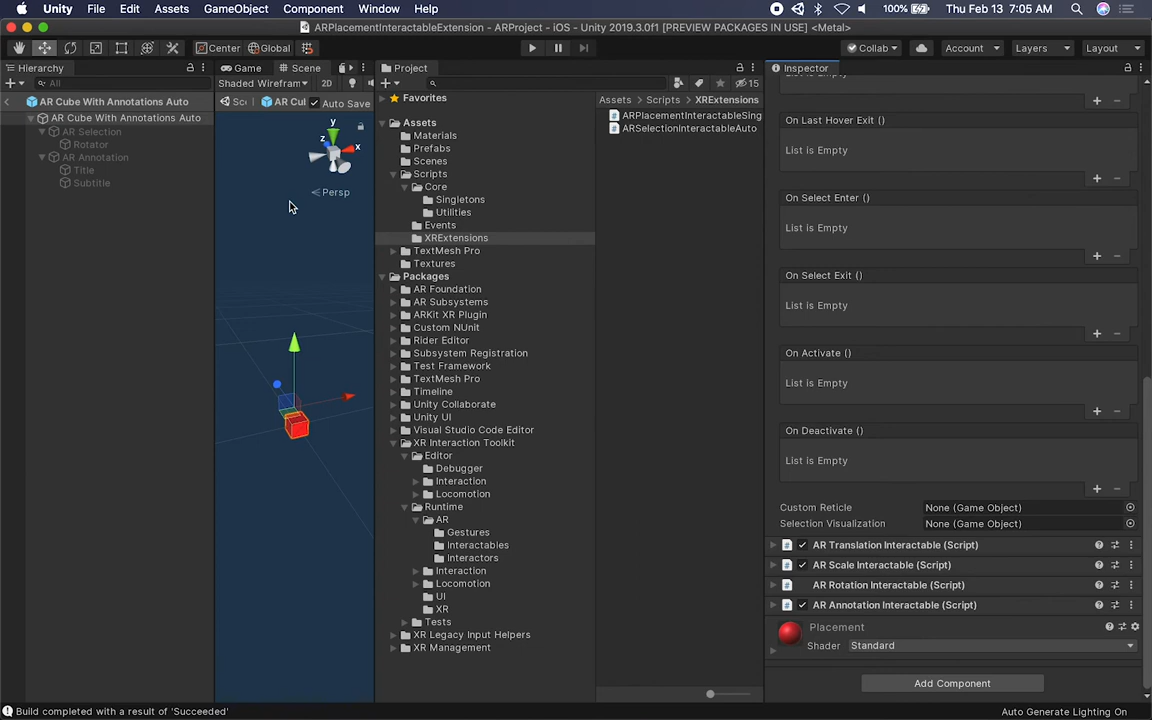 Unity File Edit Assets GameObject Component Window Help 100% Thu Feb 13 7:05 AM
ARPlacementInteractableExtension - ARProject - iOS - Unity 2019.3.0f1 [PREVIEW PACKAGES IN USE] <Metal>
Center Global Collab Account Layers Layout
Hierarchy
All
AR Cube With Annotations Auto
AR Cube With Annotations Auto
AR Selection
Rotator
AR Annotation
Title
Subtitle
Game Scene
Shaded Wirefram 2D
AR Cul Auto Save
y
z x
Persp
Project
15
Favorites
Assets
Materials
Prefabs
Scenes
Scripts
Core
Singletons
Utilities
Events
XRExtensions
TextMesh Pro
Textures
Packages
AR Foundation
AR Subsystems
ARKit XR Plugin
Custom NUnit
Rider Editor
Subsystem Registration
Test Framework
TextMesh Pro
Timeline
Unity Collaborate
Unity UI
Visual Studio Code Editor
XR Interaction Toolkit
Editor
Debugger
Interaction
Locomotion
Runtime
AR
Gestures
Interactables
Interactors
Interaction
Locomotion
UI
XR
Tests
XR Legacy Input Helpers
XR Management
Assets Scripts XRExtensions
ARPlacementInteractableSing
ARSelectionInteractableAuto
Inspector
On Last Hover Exit ()
List is Empty
On Select Enter ()
List is Empty
On Select Exit ()
List is Empty
On Activate ()
List is Empty
On Deactivate ()
List is Empty
Custom Reticle None (Game Object)
Selection Visualization None (Game Object)
AR Translation Interactable (Script)
AR Scale Interactable (Script)
AR Rotation Interactable (Script)
AR Annotation Interactable (Script)
Placement
Shader Standard
Add Component
Build completed with a result of 'Succeeded' Auto Generate Lighting On